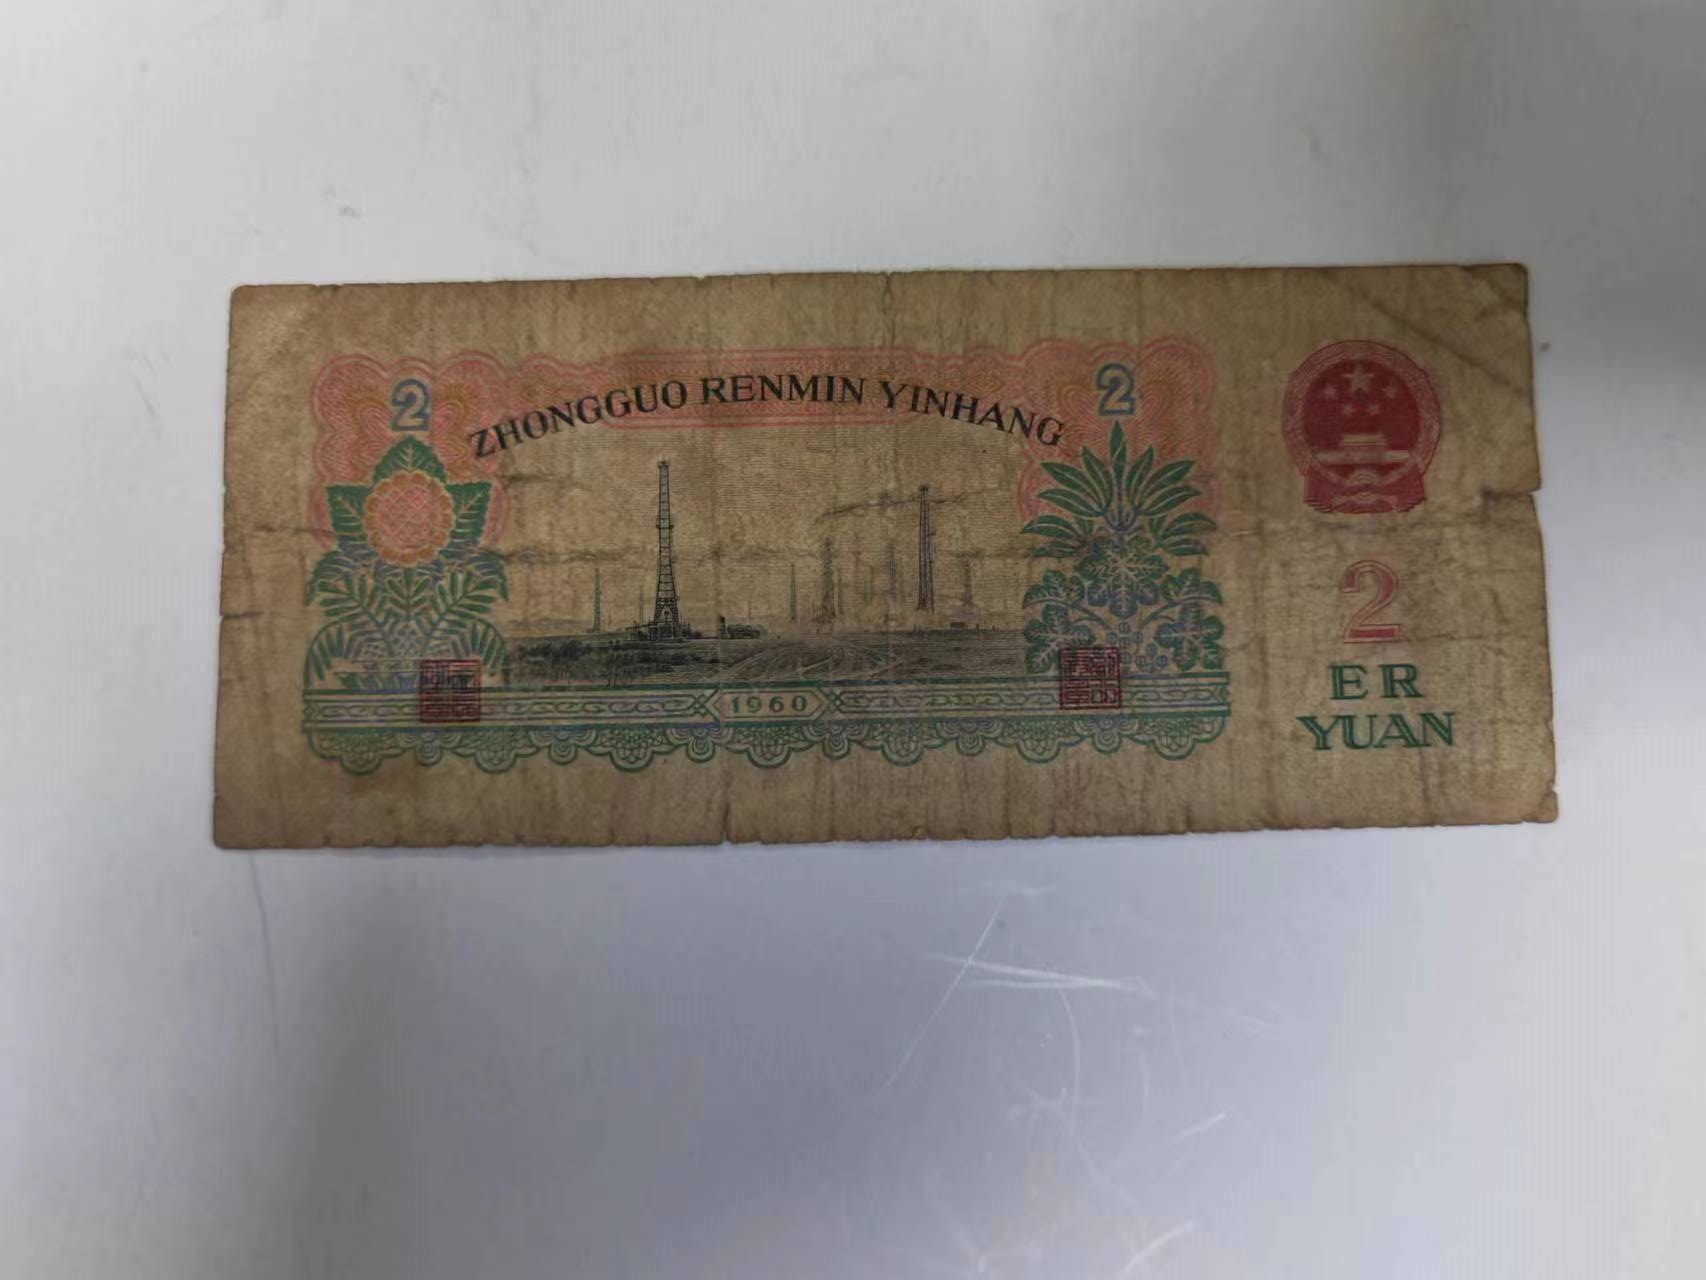 2
ZHONGGUO RENMIN YINHANG
2
1960
2
ER
YUAN